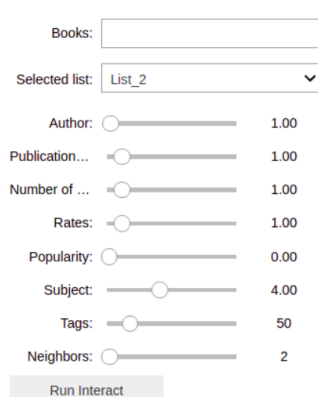 Books:
Selected list: List_2
Author: 1.00
Publication... 1.00
Number of ... 1.00
Rates: 1.00
Popularity: 0.00
Subject: 4.00
Tags: 50
Neighbors: 2
Run Interact